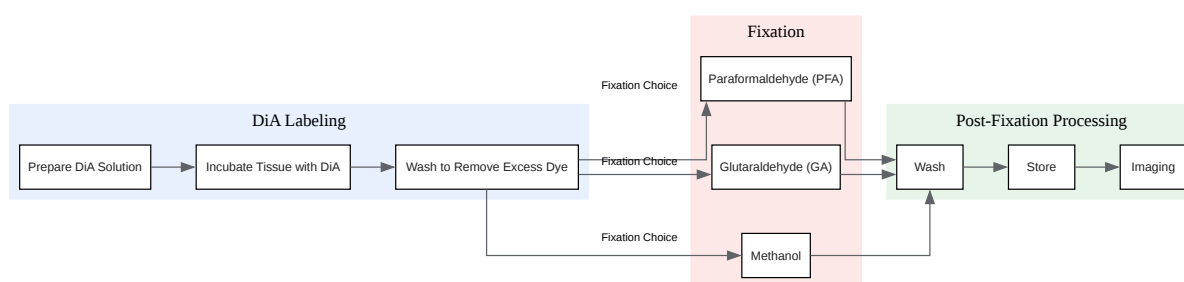 Fixation
Fixation Choice
Paraformaldehyde (PFA)
DiA Labeling
Post-Fixation Processing
Prepare DiA Solution
Incubate Tissue with DiA
Wash to Remove Excess Dye
Fixation Choice
Glutaraldehyde (GA)
Wash
Store
Imaging
Fixation Choice
Methanol